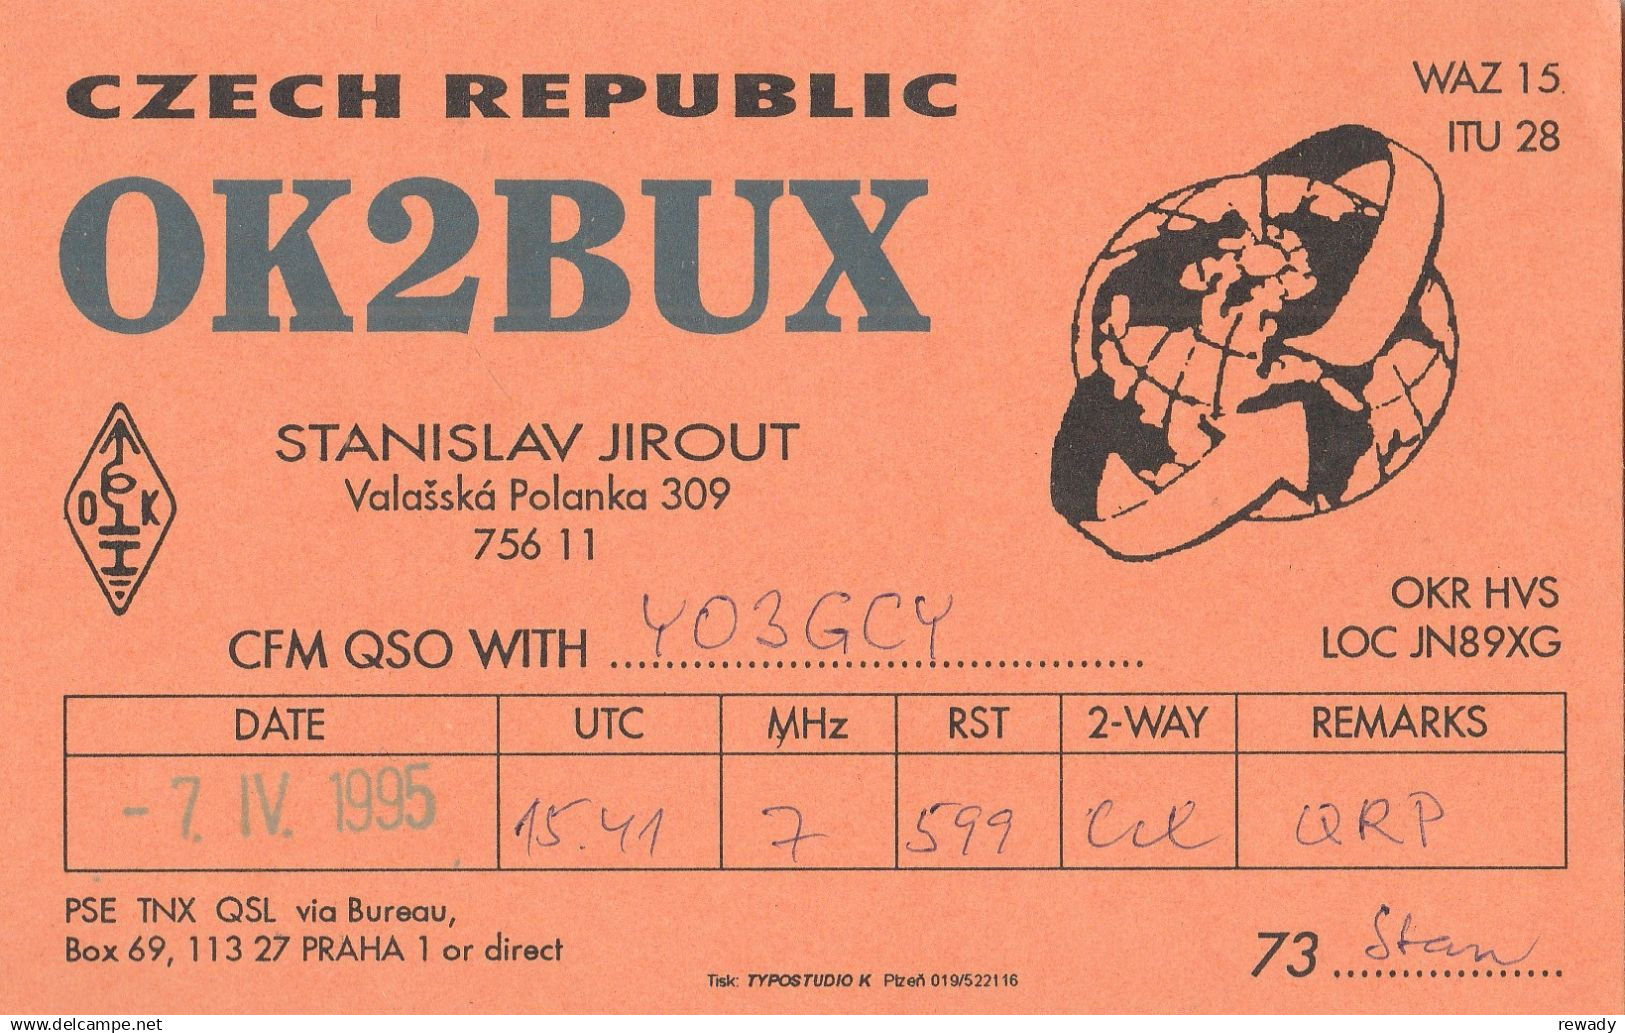 CZECH REPUBLIC
WAZ 15
ITU 28
OK2BUX
STANISLAV JIROUT
Valašská Polanka 309
756 11
O K
OKR HVS
LOC JN89XG
CFM QSO WITH YO3GCY
DATE UTC MHz RST 2-WAY REMARKS
- 7. IV. 1995 15.41 7 599 QRP
PSE TNX QSL via Bureau,
Box 69, 113 27 PRAHA 1 or direct
73 Stan
Tisk: TYPOSTUDIO K Plzeň 019/522116
www.delcampe.net
rewady